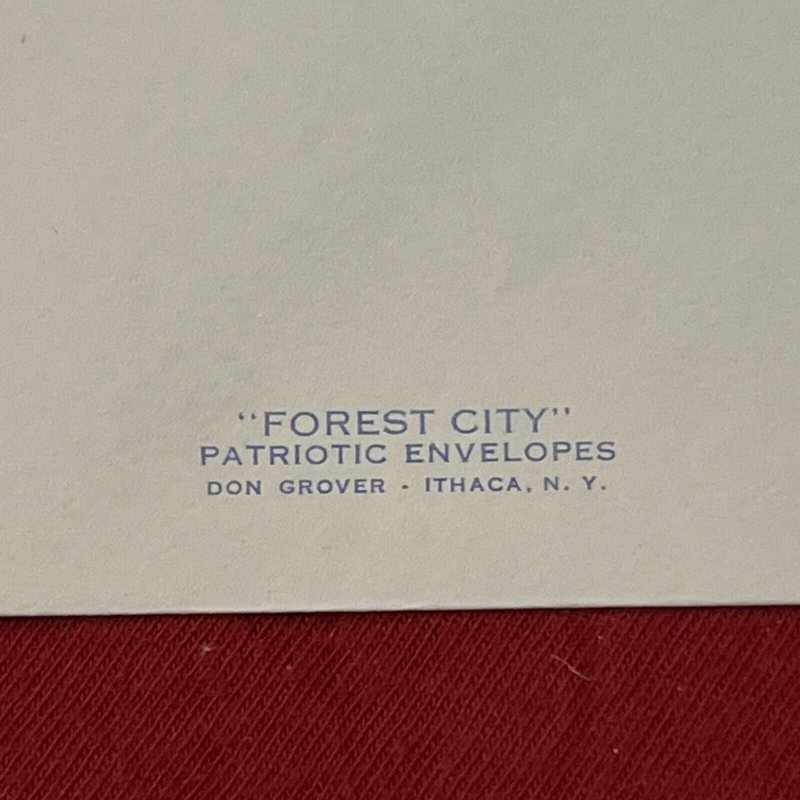 "FOREST CITY"
PATRIOTIC ENVELOPES
DON GROVER - ITHACA, N. Y.